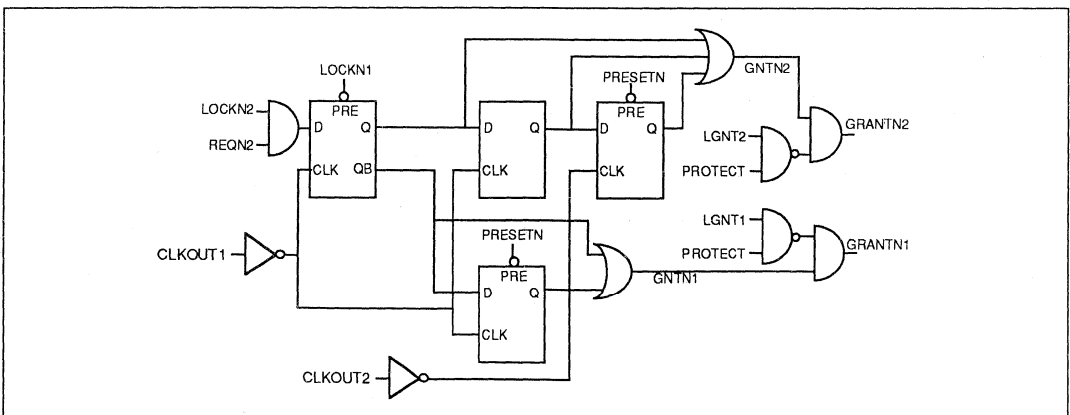 LOCKN1
PRESETN
GNTN2
LOCKN2
PRE
PRE
GRANTN2
D
Q
D
Q
D
Q
LGNT2
REQN2
CLK
QB
CLK
CLK
PROTECT
LGNT1
PRESETN
CLKOUT1
PROTECT
GRANTN1
PRE
GNTN1
D
Q
CLK
CLKOUT2